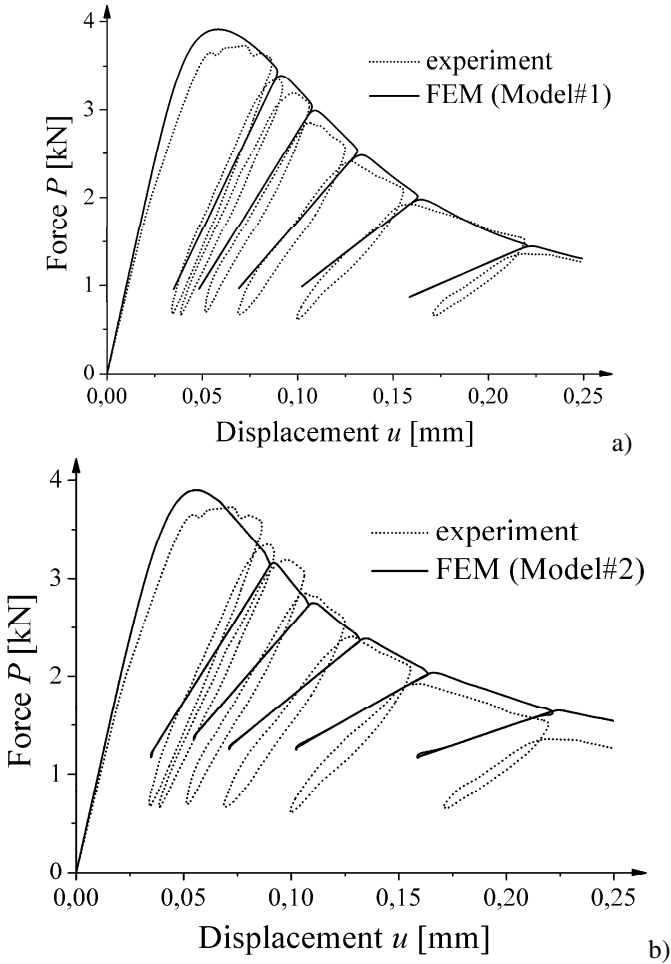 4
3
2
1
0
Force P [kN]
experiment
FEM (Model#1)
0,00 0,05 0,10 0,15 0,20 0,25
Displacement u [mm]
a)
4
3
2
1
0
Force P [kN]
experiment
FEM (Model#2)
0,00 0,05 0,10 0,15 0,20 0,25
Displacement u [mm]
b)